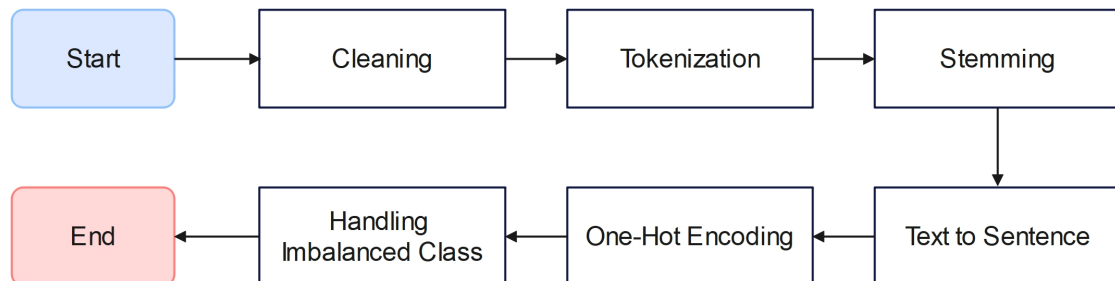 Start
Cleaning
Tokenization
Stemming
Text to Sentence
One-Hot Encoding
Handling
Imbalanced Class
End